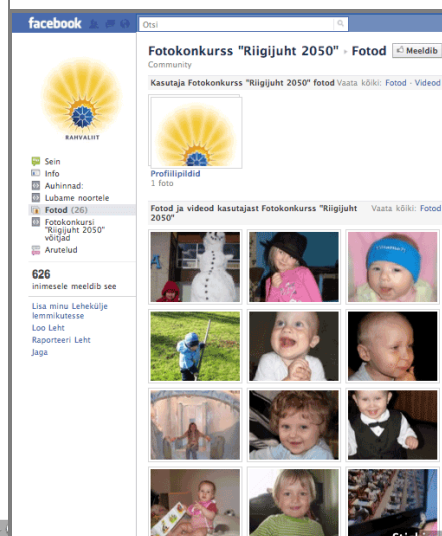 facebook
Otsi
Fotokonkurss "Riigijuht 2050" · Fotod
Meeldib
Community
Kasutaja Fotokonkurss "Riigijuht 2050" fotod
Vaata kõiki: Fotod · Videod
RAHVALIIT
Profiilipildid
1 foto
Sein
Info
Auhinnad:
Lubame noortele
Fotod (26)
Fotokonkursi
"Riigijuht 2050"
võitjad
Arutelud
626
inimesele meeldib see
Lisa minu Lehekülje
lemmikutesse
Loo Leht
Raporteeri Leht
Jaga
Fotod ja videod kasutajast Fotokonkurss "Riigijuht
2050"
Vaata kõiki: Fotod